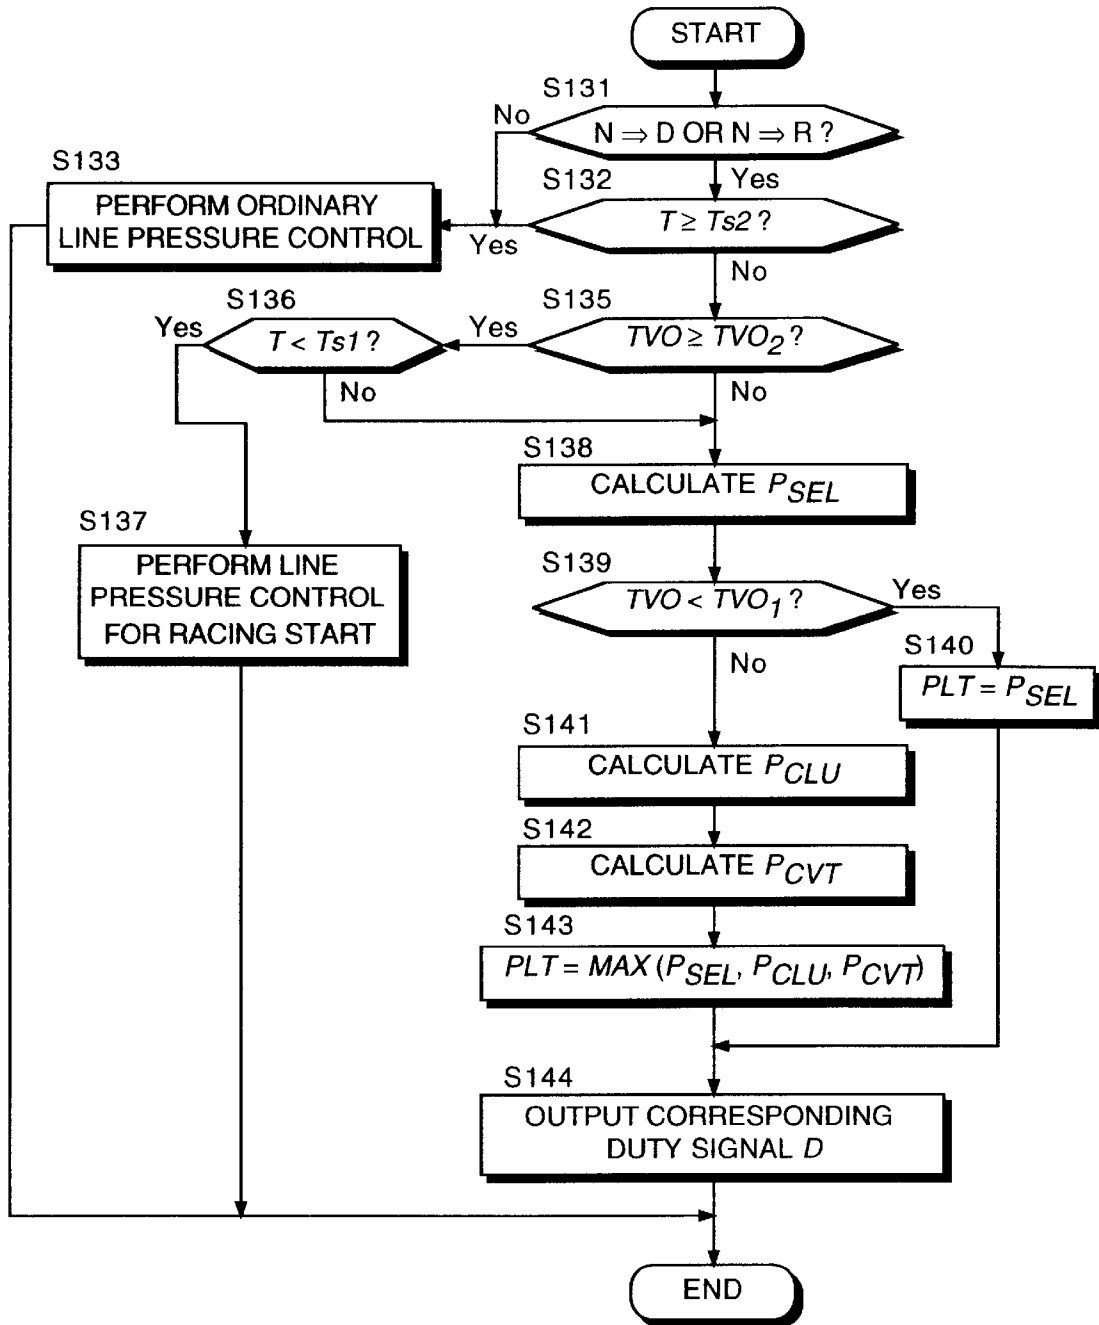 START
S131
No
N ⇒ D OR N ⇒ R ?
S133
S132
Yes
PERFORM ORDINARY
LINE PRESSURE CONTROL
Yes
T ≥ Ts2 ?
No
S136
S135
Yes
T < Ts1 ?
Yes
TVO ≥ TVO2 ?
No
No
S138
CALCULATE PSEL
S137
PERFORM LINE
PRESSURE CONTROL
FOR RACING START
S139
TVO < TVO1 ?
Yes
No
S140
PLT = PSEL
S141
CALCULATE PCLU
S142
CALCULATE PCVT
S143
PLT = MAX (PSEL, PCLU, PCVT)
S144
OUTPUT CORRESPONDING
DUTY SIGNAL D
END